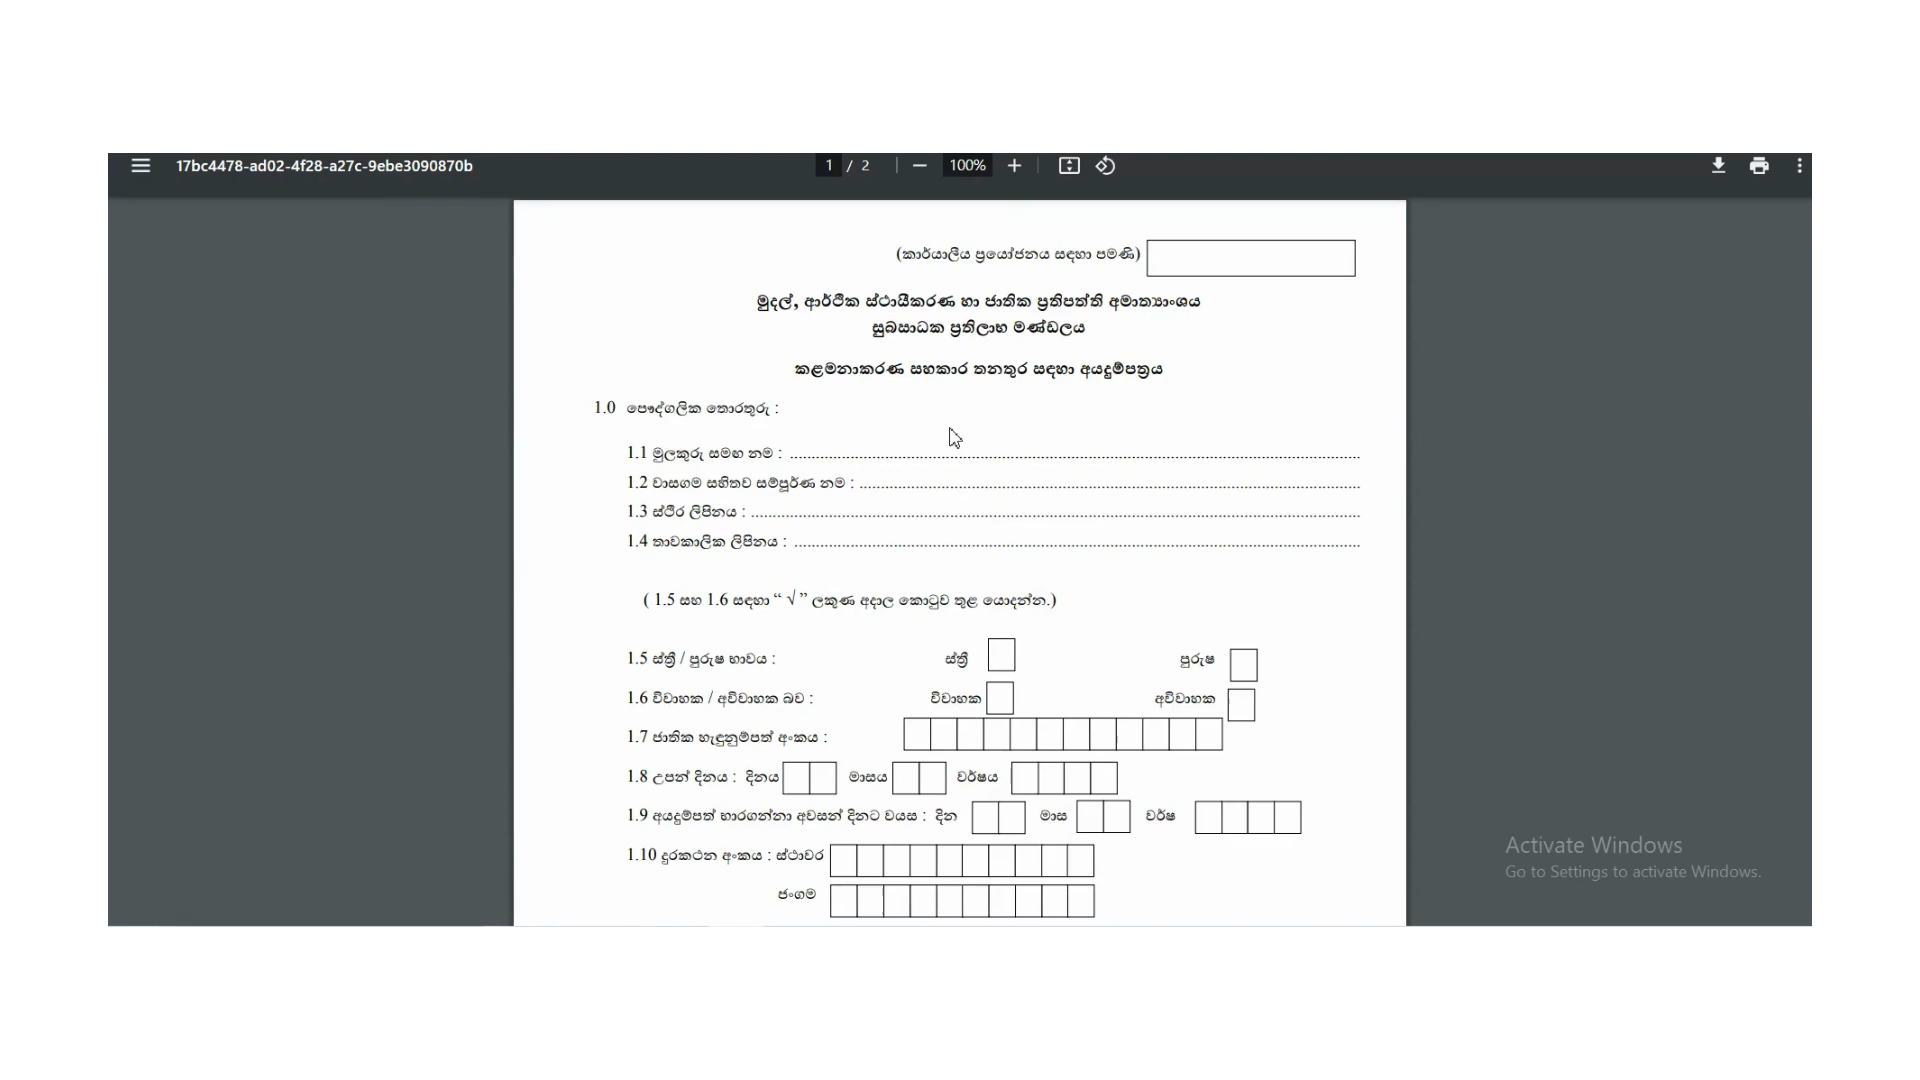 17bc4478-ad02-4f28-a27c-9ebe3090870b 1 / 2 100%
(කාර්යාලීය ප්‍රයෝජනය සඳහා පමණි)
මුදල්, ආර්ථික ස්ථායීකරණ හා ජාතික ප්‍රතිපත්ති අමාත්‍යාංශය
සුබසාධක ප්‍රතිලාභ මණ්ඩලය
කළමනාකරණ සහකාර තනතුර සඳහා අයදුම්පත්‍රය
1.0 පෞද්ගලික තොරතුරු :
1.1 මුලකුරු සමඟ නම :
1.2 වාසගම සහිතව සම්පූර්ණ නම :
1.3 ස්ථිර ලිපිනය :
1.4 තාවකාලික ලිපිනය :
( 1.5 සහ 1.6 සඳහා “ √ ” ලකුණ අදාල කොටුව තුළ යොදන්න.)
1.5 ස්ත්‍රී / පුරුෂ භාවය : ස්ත්‍රී පුරුෂ
1.6 විවාහක / අවිවාහක බව : විවාහක අවිවාහක
1.7 ජාතික හැඳුනුම්පත් අංකය :
1.8 උපන් දිනය : දිනය මාසය වර්ෂය
1.9 අයදුම්පත් භාරගන්නා අවසන් දිනට වයස : දින මාස වර්ෂ
1.10 දුරකථන අංකය : ස්ථාවර
ජංගම
Activate Windows
Go to Settings to activate Windows.